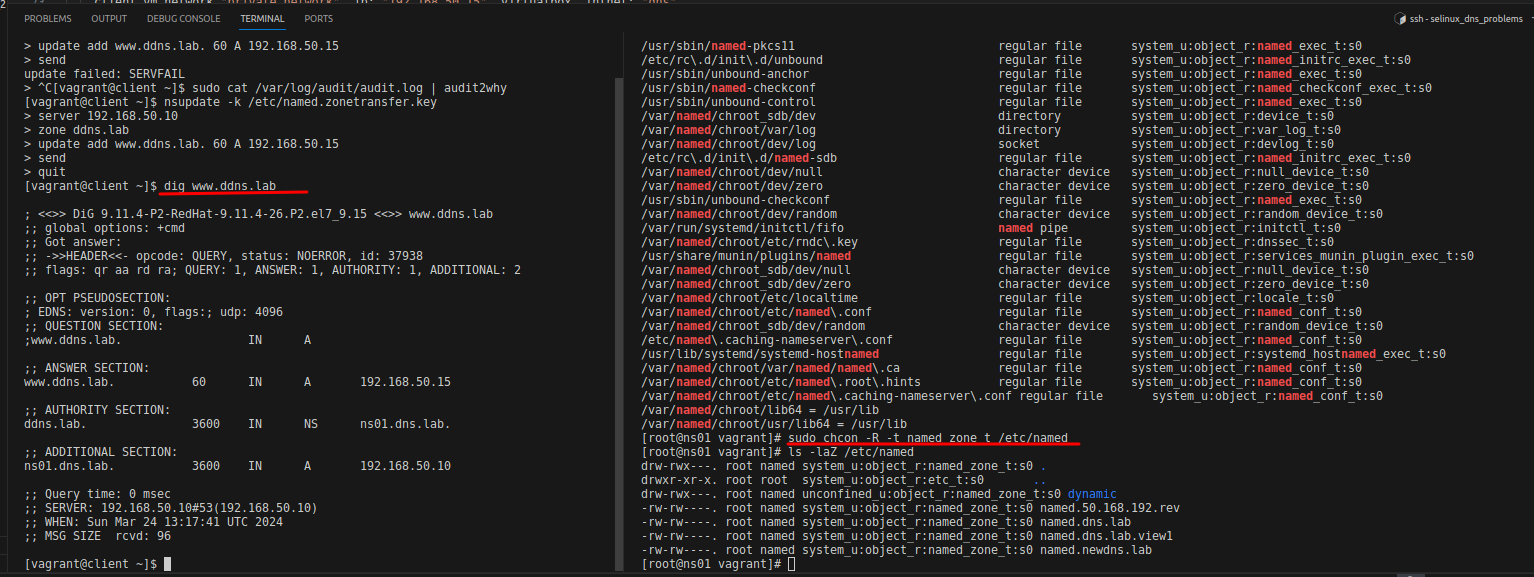 PROBLEMS OUTPUT DEBUG CONSOLE TERMINAL PORTS
ssh - selinux_dns_problems
> update add www.ddns.lab. 60 A 192.168.50.15
> send
update failed: SERVFAIL
> ^C[vagrant@client ~]$ sudo cat /var/log/audit/audit.log | audit2why
[vagrant@client ~]$ nsupdate -k /etc/named.zonetransfer.key
> server 192.168.50.10
> zone ddns.lab
> update add www.ddns.lab. 60 A 192.168.50.15
> send
> quit
[vagrant@client ~]$ dig www.ddns.lab
; <<>> DiG 9.11.4-P2-RedHat-9.11.4-26.P2.el7_9.15 <<>> www.ddns.lab
;; global options: +cmd
;; Got answer:
;; ->>HEADER<<- opcode: QUERY, status: NOERROR, id: 37938
;; flags: qr aa rd ra; QUERY: 1, ANSWER: 1, AUTHORITY: 1, ADDITIONAL: 2
;; OPT PSEUDOSECTION:
; EDNS: version: 0, flags:; udp: 4096
;; QUESTION SECTION:
;www.ddns.lab. IN A
;; ANSWER SECTION:
www.ddns.lab. 60 IN A 192.168.50.15
;; AUTHORITY SECTION:
ddns.lab. 3600 IN NS ns01.dns.lab.
;; ADDITIONAL SECTION:
ns01.dns.lab. 3600 IN A 192.168.50.10
;; Query time: 0 msec
;; SERVER: 192.168.50.10#53(192.168.50.10)
;; WHEN: Sun Mar 24 13:17:41 UTC 2024
;; MSG SIZE rcvd: 96
[vagrant@client ~]$
/usr/sbin/named-pkcs11 regular file system_u:object_r:named_exec_t:s0
/etc/rc\.d/init\.d/unbound regular file system_u:object_r:named_initrc_exec_t:s0
/usr/sbin/unbound-anchor regular file system_u:object_r:named_exec_t:s0
/usr/sbin/named-checkconf regular file system_u:object_r:named_checkconf_exec_t:s0
/usr/sbin/unbound-control regular file system_u:object_r:named_exec_t:s0
/var/named/chroot_sdb/dev directory system_u:object_r:device_t:s0
/var/named/chroot/var/log directory system_u:object_r:var_log_t:s0
/var/named/chroot/dev/log socket system_u:object_r:devlog_t:s0
/etc/rc\.d/init\.d/named-sdb regular file system_u:object_r:named_initrc_exec_t:s0
/var/named/chroot/dev/null character device system_u:object_r:null_device_t:s0
/var/named/chroot/dev/zero character device system_u:object_r:zero_device_t:s0
/usr/sbin/unbound-checkconf regular file system_u:object_r:named_exec_t:s0
/var/named/chroot/dev/random character device system_u:object_r:random_device_t:s0
/var/run/systemd/initctl/fifo named pipe system_u:object_r:initctl_t:s0
/var/named/chroot/etc/rndc\.key regular file system_u:object_r:dnssec_t:s0
/usr/share/munin/plugins/named regular file system_u:object_r:services_munin_plugin_exec_t:s0
/var/named/chroot_sdb/dev/null character device system_u:object_r:null_device_t:s0
/var/named/chroot_sdb/dev/zero character device system_u:object_r:zero_device_t:s0
/var/named/chroot/etc/localtime regular file system_u:object_r:locale_t:s0
/var/named/chroot/etc/named\.conf regular file system_u:object_r:named_conf_t:s0
/var/named/chroot_sdb/dev/random character device system_u:object_r:random_device_t:s0
/etc/named\.caching-nameserver\.conf regular file system_u:object_r:named_conf_t:s0
/usr/lib/systemd/systemd-hostnamed regular file system_u:object_r:systemd_hostnamed_exec_t:s0
/var/named/chroot/var/named/named\.ca regular file system_u:object_r:named_conf_t:s0
/var/named/chroot/etc/named\.root\.hints regular file system_u:object_r:named_conf_t:s0
/var/named/chroot/etc/named\.caching-nameserver\.conf regular file system_u:object_r:named_conf_t:s0
/var/named/chroot/lib64 = /usr/lib
/var/named/chroot/usr/lib64 = /usr/lib
[root@ns01 vagrant]# sudo chcon -R -t named_zone_t /etc/named
[root@ns01 vagrant]# ls -laZ /etc/named
drw-rwx---. root named system_u:object_r:named_zone_t:s0 .
drwxr-xr-x. root root system_u:object_r:etc_t:s0 ..
drw-rwx---. root named unconfined_u:object_r:named_zone_t:s0 dynamic
-rw-rw----. root named system_u:object_r:named_zone_t:s0 named.50.168.192.rev
-rw-rw----. root named system_u:object_r:named_zone_t:s0 named.dns.lab
-rw-rw----. root named system_u:object_r:named_zone_t:s0 named.dns.lab.view1
-rw-rw----. root named system_u:object_r:named_zone_t:s0 named.newdns.lab
[root@ns01 vagrant]#